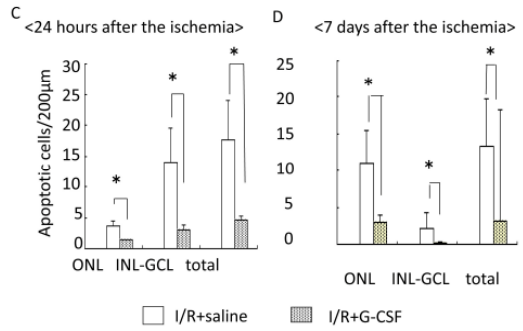 C
<24 hours after the ischemia>
Apoptotic cells/200μm
30
25
20
15
10
5
0
*
*
*
ONL INL-GCL total
D
<7 days after the ischemia>
25
20
15
10
5
0
*
*
*
ONL INL-GCL total
I/R+saline I/R+G-CSF